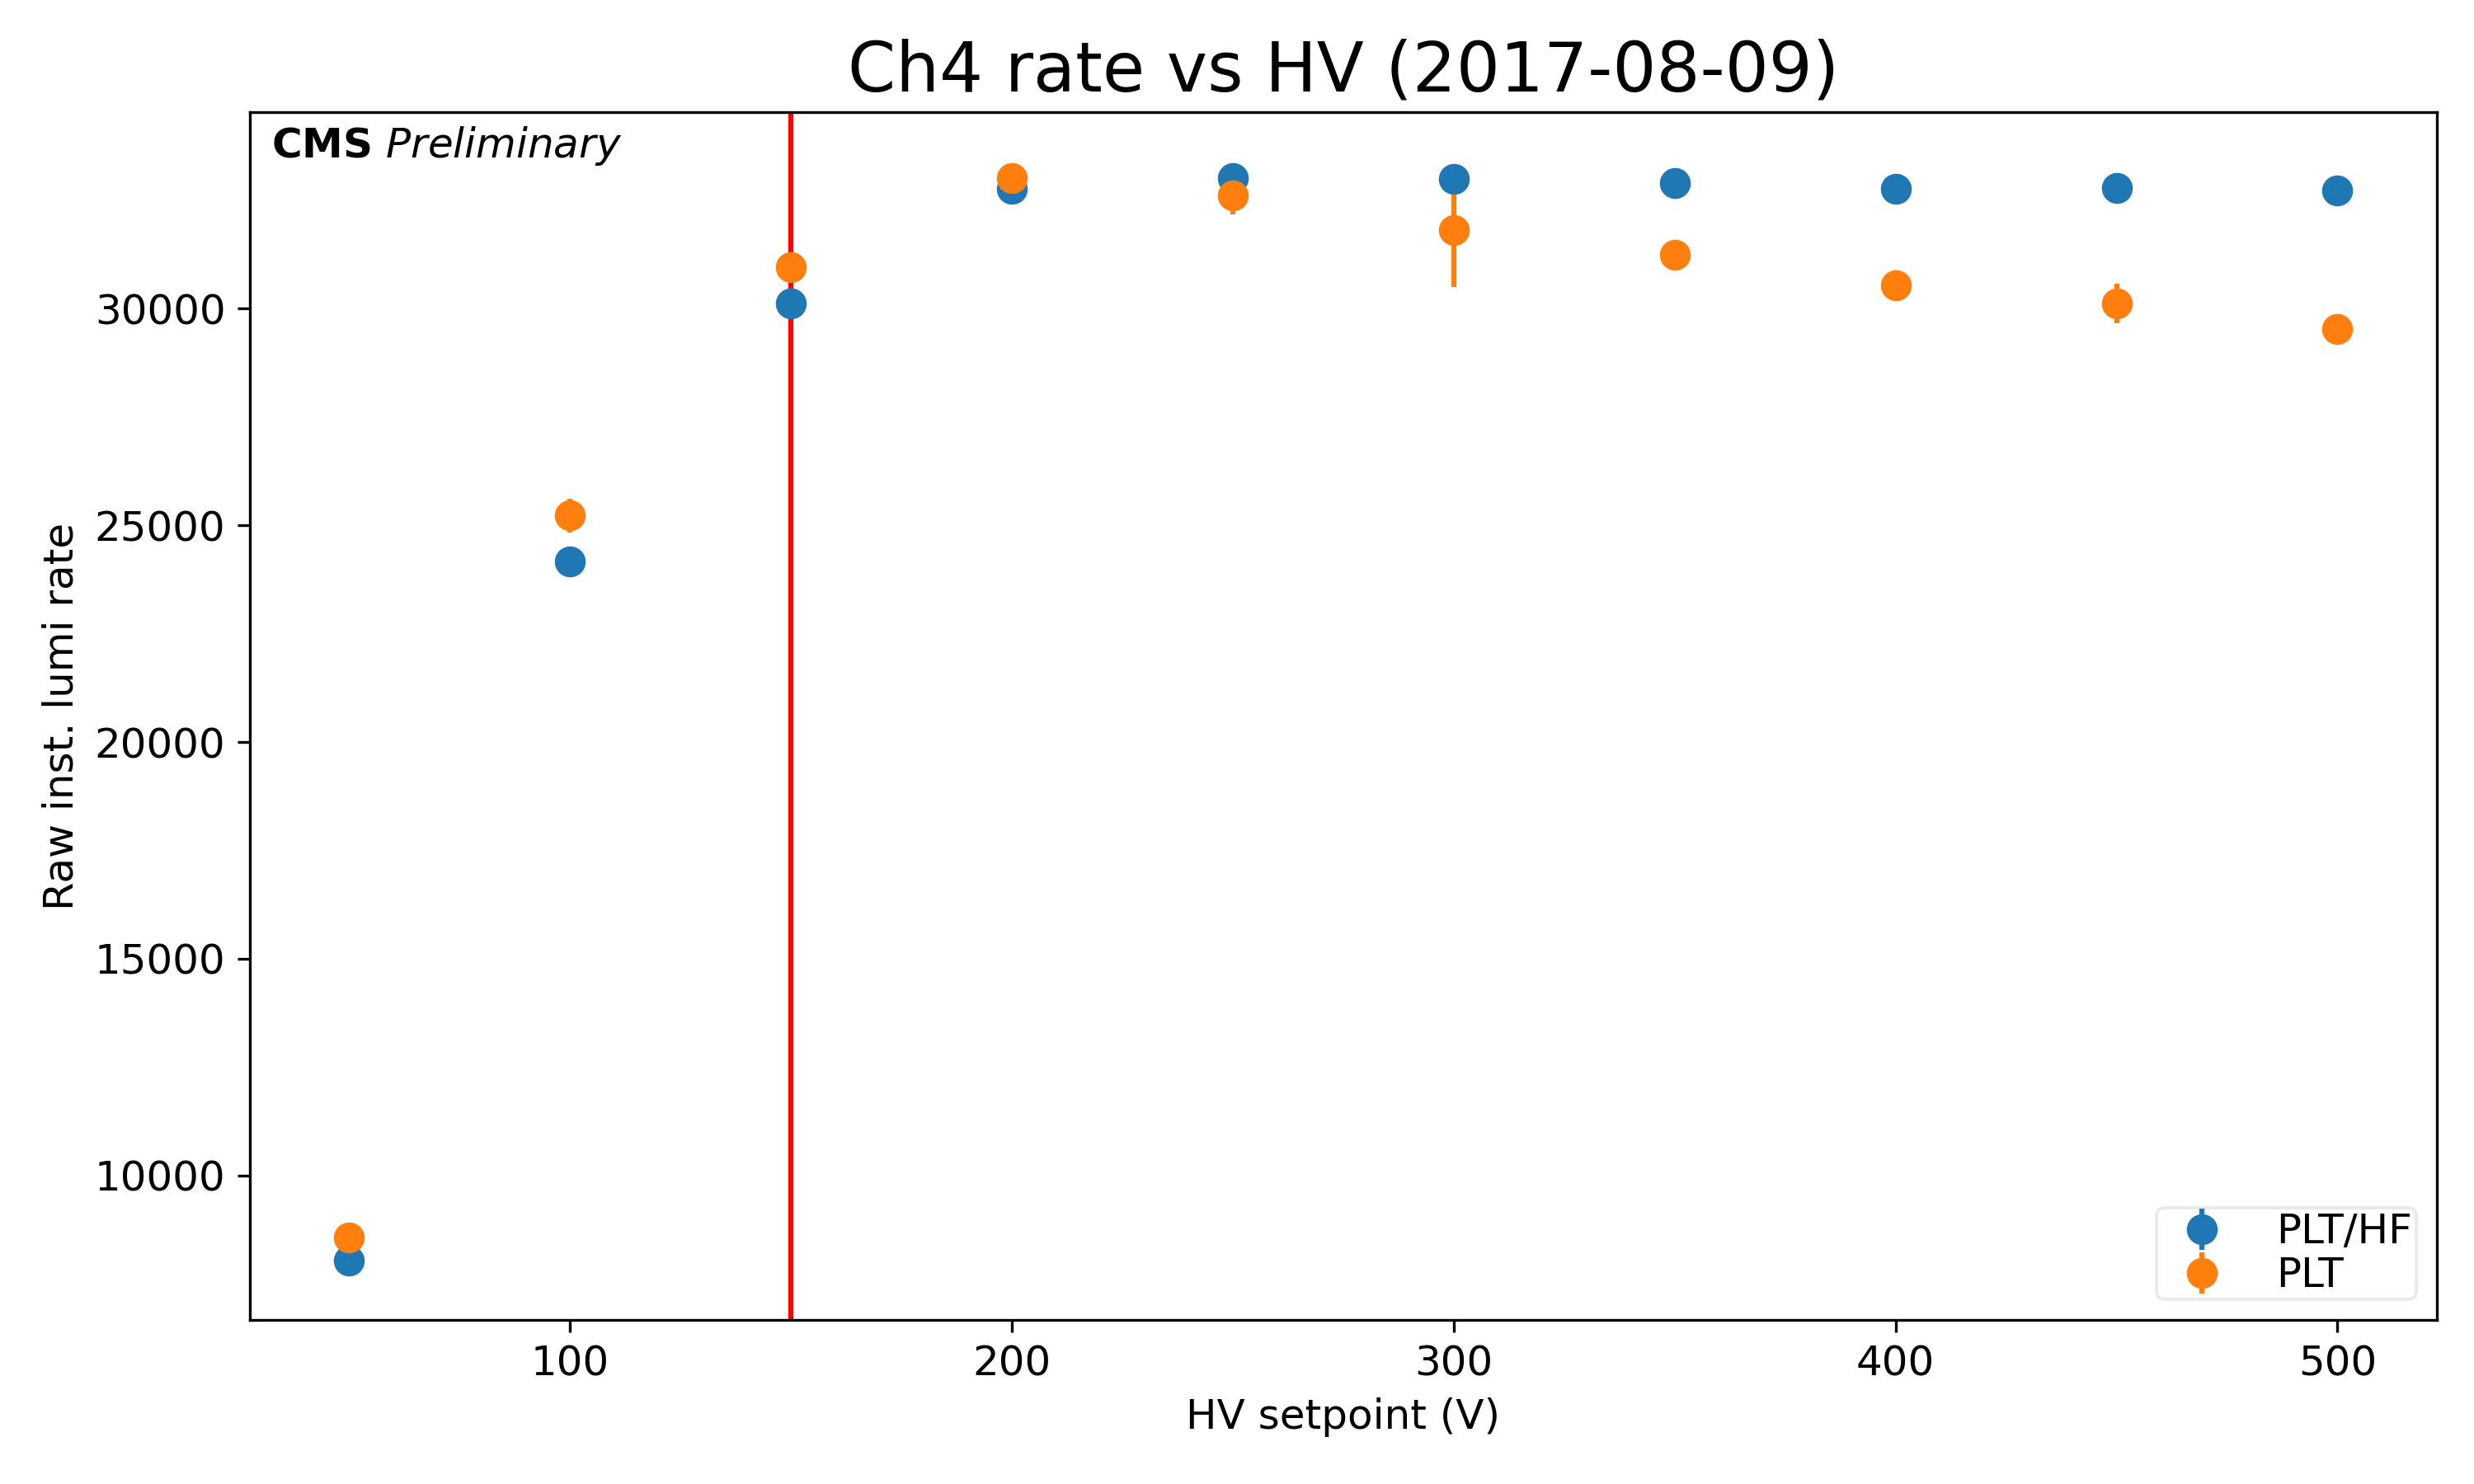 Ch4 rate vs HV (2017-08-09)
CMS Preliminary
Raw inst. lumi rate
30000
25000
20000
15000
10000
PLT/HF
PLT
100 200 300 400 500
HV setpoint (V)